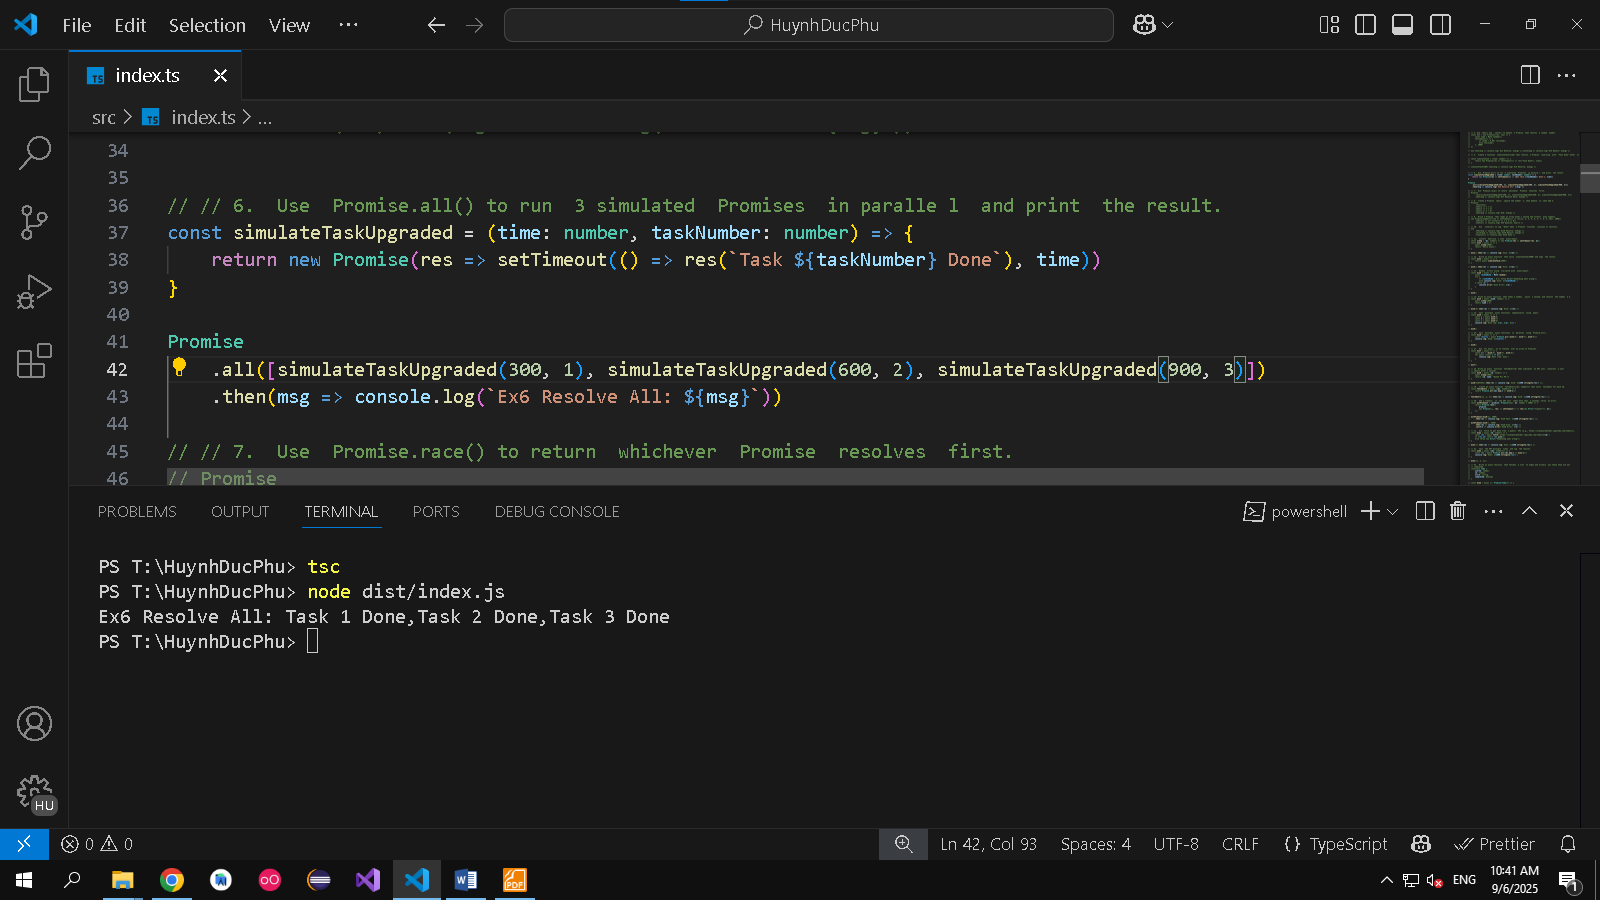 File Edit Selection View ··· HuynhDucPhu
index.ts
src > index.ts > ...
34
35
36 // // 6.  Use  Promise.all() to run  3 simulated  Promises  in paralle l  and print  the result.
37 const simulateTaskUpgraded = (time: number, taskNumber: number) => {
38     return new Promise(res => setTimeout(() => res(`Task ${taskNumber} Done`), time))
39 }
40
41 Promise
42     .all([simulateTaskUpgraded(300, 1), simulateTaskUpgraded(600, 2), simulateTaskUpgraded(900, 3)])
43     .then(msg => console.log(`Ex6 Resolve All: ${msg}`))
44
45 // // 7.  Use  Promise.race() to return  whichever  Promise  resolves  first.
46 // Promise
PROBLEMS OUTPUT TERMINAL PORTS DEBUG CONSOLE powershell
PS T:\HuynhDucPhu> tsc
PS T:\HuynhDucPhu> node dist/index.js
Ex6 Resolve All: Task 1 Done,Task 2 Done,Task 3 Done
PS T:\HuynhDucPhu>
HU
0 0 Ln 42, Col 93 Spaces: 4 UTF-8 CRLF {} TypeScript Prettier
ENG 10:41 AM
9/6/2025 1